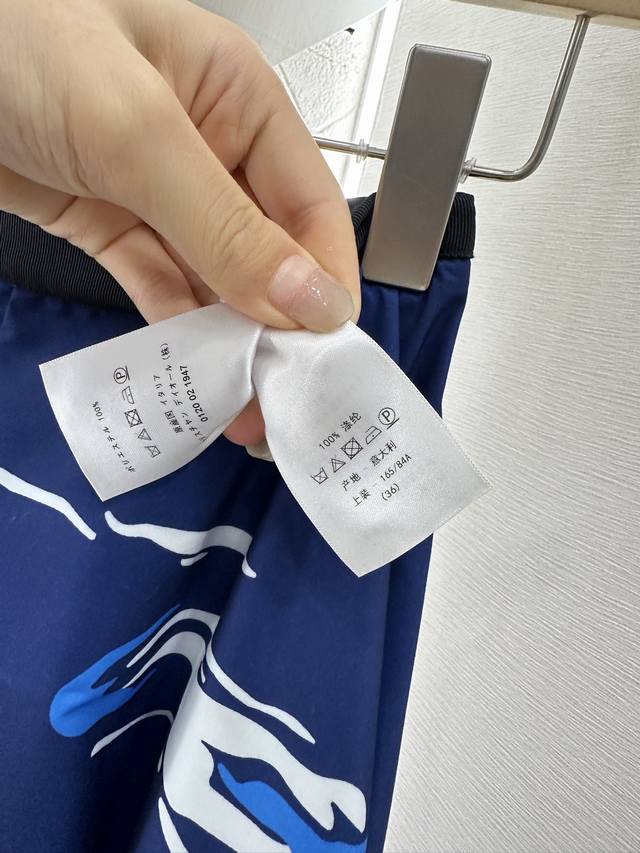 ポリエステル 100%
P
原産国 イタリア
スチャン ディオール (株)
0120 02 1947
100% 涤纶
P
产地 : 意大利
上装 : 165/84A
(36)